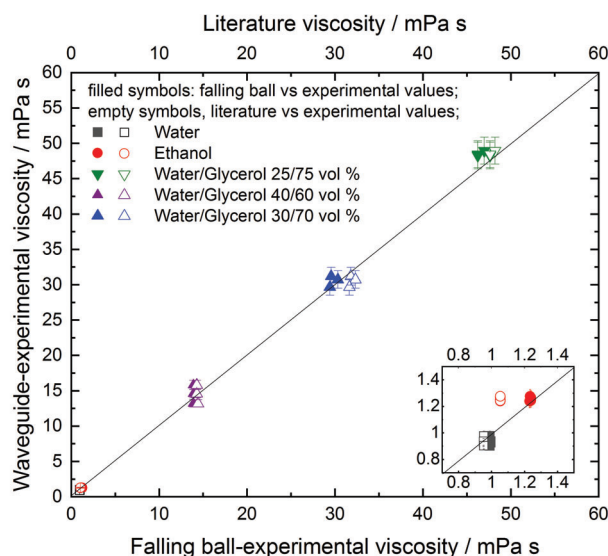 Literature viscosity / mPa s
0 10 20 30 40 50 60
60
filled symbols: falling ball vs experimental values;
empty symbols, literature vs experimental values;
55
Water
Ethanol
50
Water/Glycerol 25/75 vol %
45
Water/Glycerol 40/60 vol %
40
Water/Glycerol 30/70 vol %
35
30
25
20
15
10
5
0
Waveguide-experimental viscosity / mPa s
0.8 1 1.2 1.4
1.4
1.2
1.0
0.8
0.8 1.0 1.2 1.4
0 10 20 30 40 50 60
Falling ball-experimental viscosity / mPa s